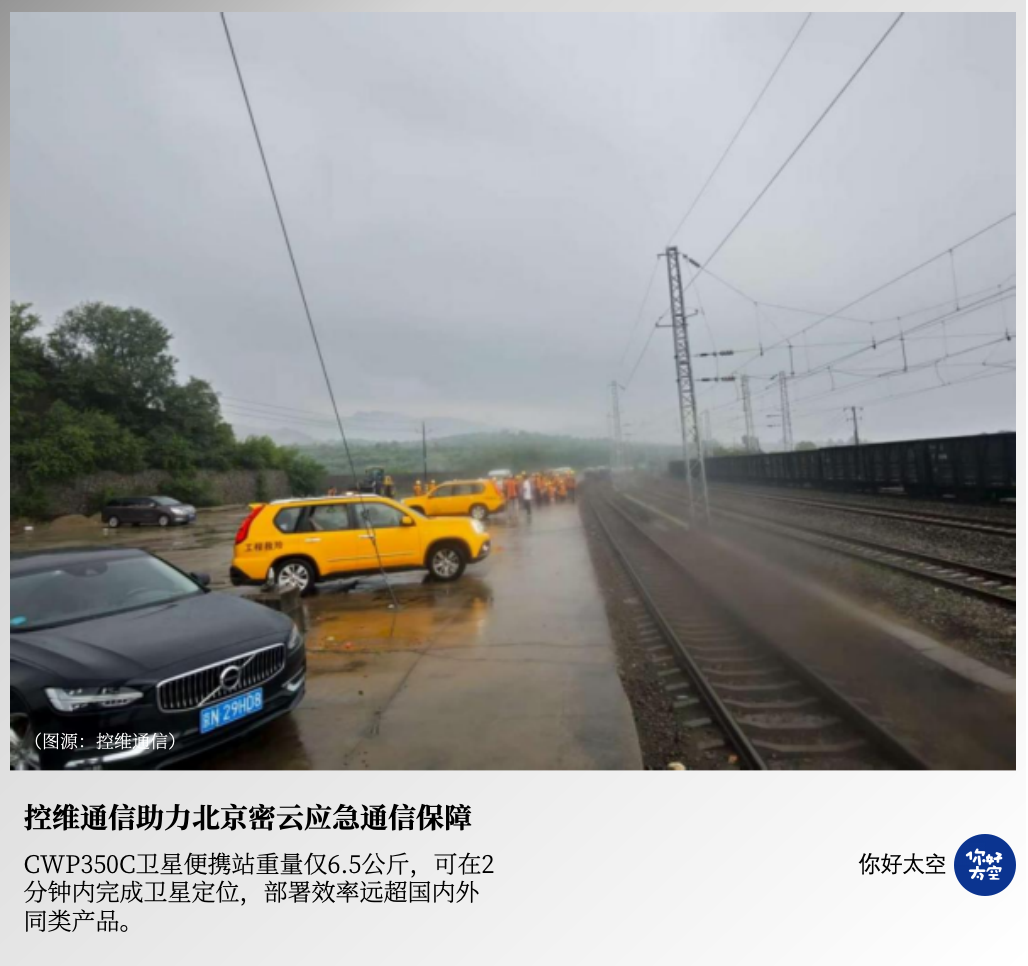 工程救险
京N 29HD8
（图源：控维通信）
控维通信助力北京密云应急通信保障
CWP350C卫星便携站重量仅6.5公斤，可在2
分钟内完成卫星定位，部署效率远超国内外
同类产品。
你好太空
你好
太空